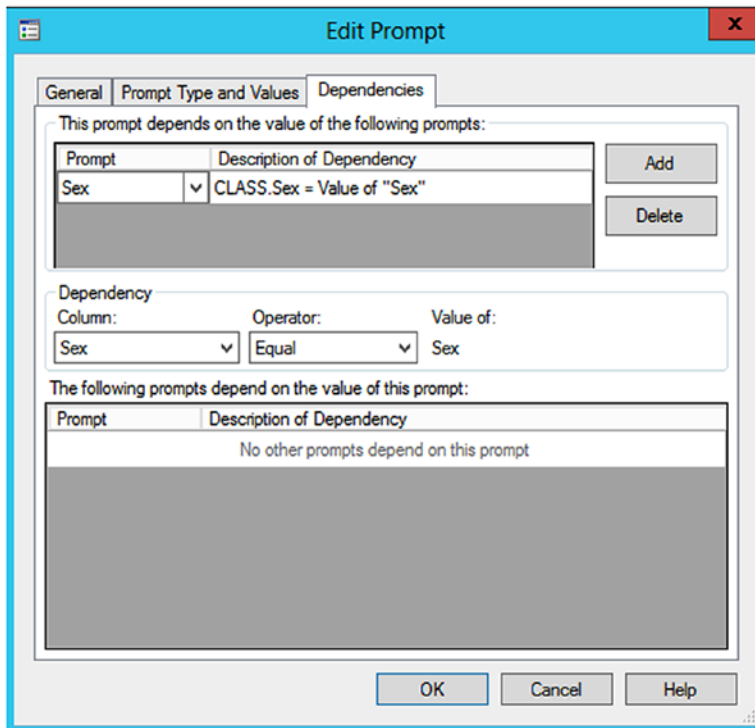 Edit Prompt
x
General Prompt Type and Values Dependencies
This prompt depends on the value of the following prompts:
Prompt Description of Dependency
Sex CLASS.Sex = Value of "Sex"
Add
Delete
Dependency
Column: Operator: Value of:
Sex Equal Sex
The following prompts depend on the value of this prompt:
Prompt Description of Dependency
No other prompts depend on this prompt
OK Cancel Help